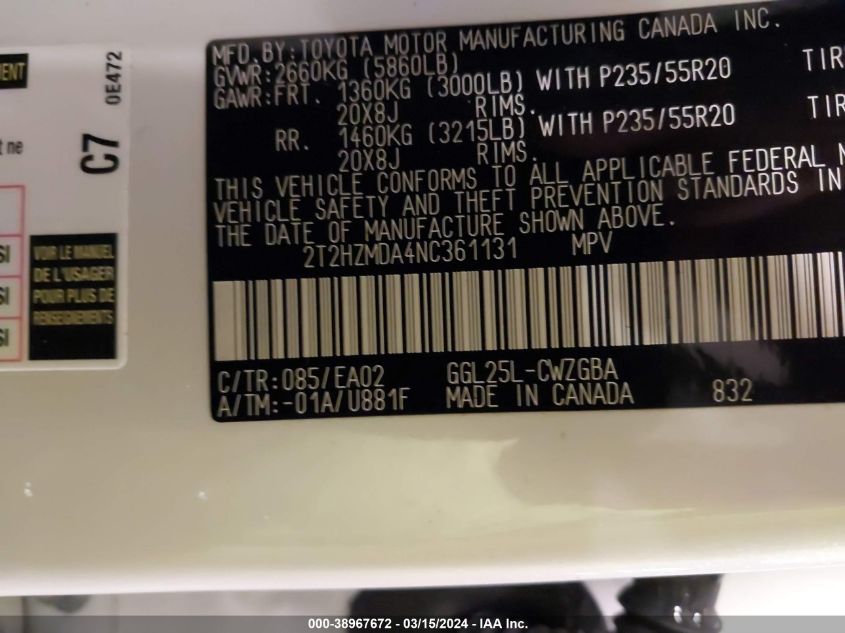 MFD.BY:TOYOTA MOTOR MANUFACTURING CANADA INC.
GVWR:2660KG (5860LB)
GAWR:FRT. 1360KG (3000LB) WITH P235/55R20
20X8J RIMS.
RR. 1460KG (3215LB) WITH P235/55R20
20X8J RIMS.
THIS VEHICLE CONFORMS TO ALL APPLICABLE FEDERAL
VEHICLE SAFETY AND THEFT PREVENTION STANDARDS IN
THE DATE OF MANUFACTURE SHOWN ABOVE.
2T2HZMDA4NC361131 MPV
C/TR:085/EA02 GGL25L-CWZGBA
A/TM:-01A/U881F MADE IN CANADA 832
C7
0E472
ne
VOIR LE MANUEL
DE L'USAGER
POUR PLUS DE
RENSEIGNEMENTS
000-38967672 - 03/15/2024 - IAA Inc.